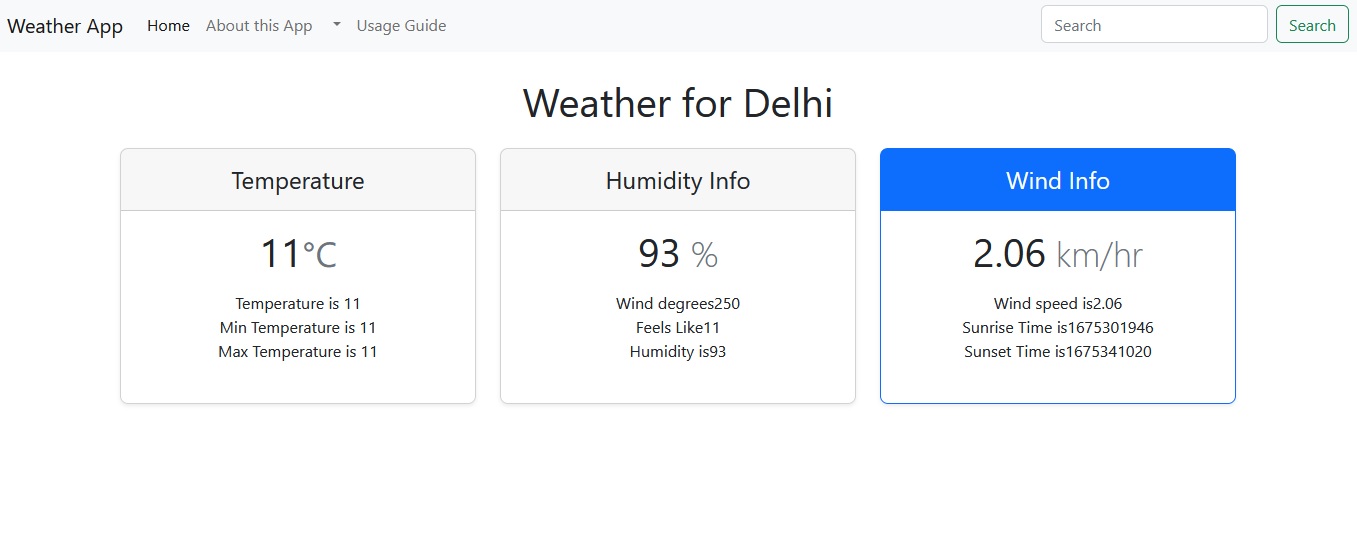 Weather App Home About this App Usage Guide Search Search
Weather for Delhi
Temperature
11°C
Temperature is 11
Min Temperature is 11
Max Temperature is 11
Humidity Info
93 %
Wind degrees250
Feels Like11
Humidity is93
Wind Info
2.06 km/hr
Wind speed is2.06
Sunrise Time is1675301946
Sunset Time is1675341020